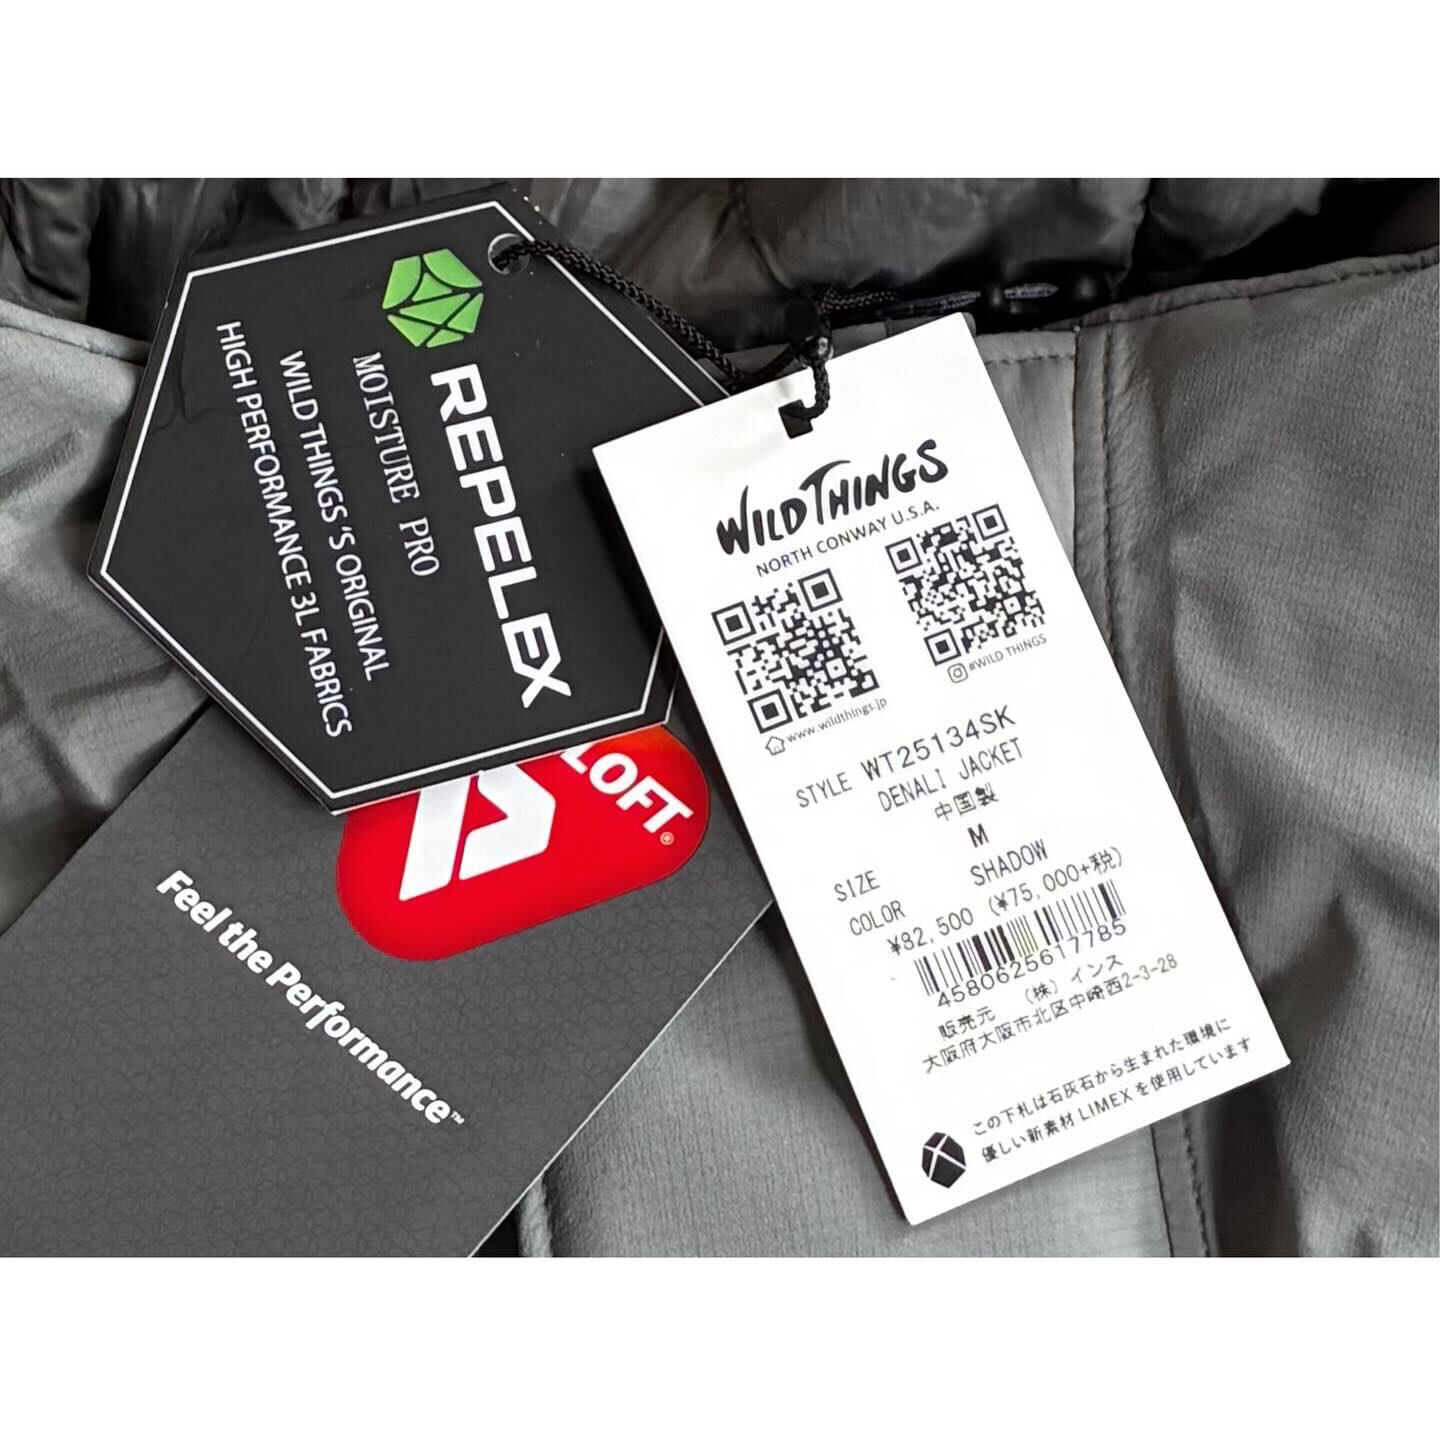 REPELEX
MOISTURE PRO
WILD THINGS 'S ORIGINAL
HIGH PERFORMANCE 3L FABRICS
LOFT®
Feel the Performance™
WILD THINGS
NORTH CONWAY U.S.A.
www.wildthings.jp
#WILD THINGS
STYLE WT25134SK
DENALI JACKET
中国製
SIZE M
COLOR SHADOW
¥82,500 (¥75,000+税)
4580625617785
販売元 (株) インス
大阪府大阪市北区中崎西2-3-28
この下札は石灰石から生まれた環境に
優しい新素材 LIMEX を使用しています